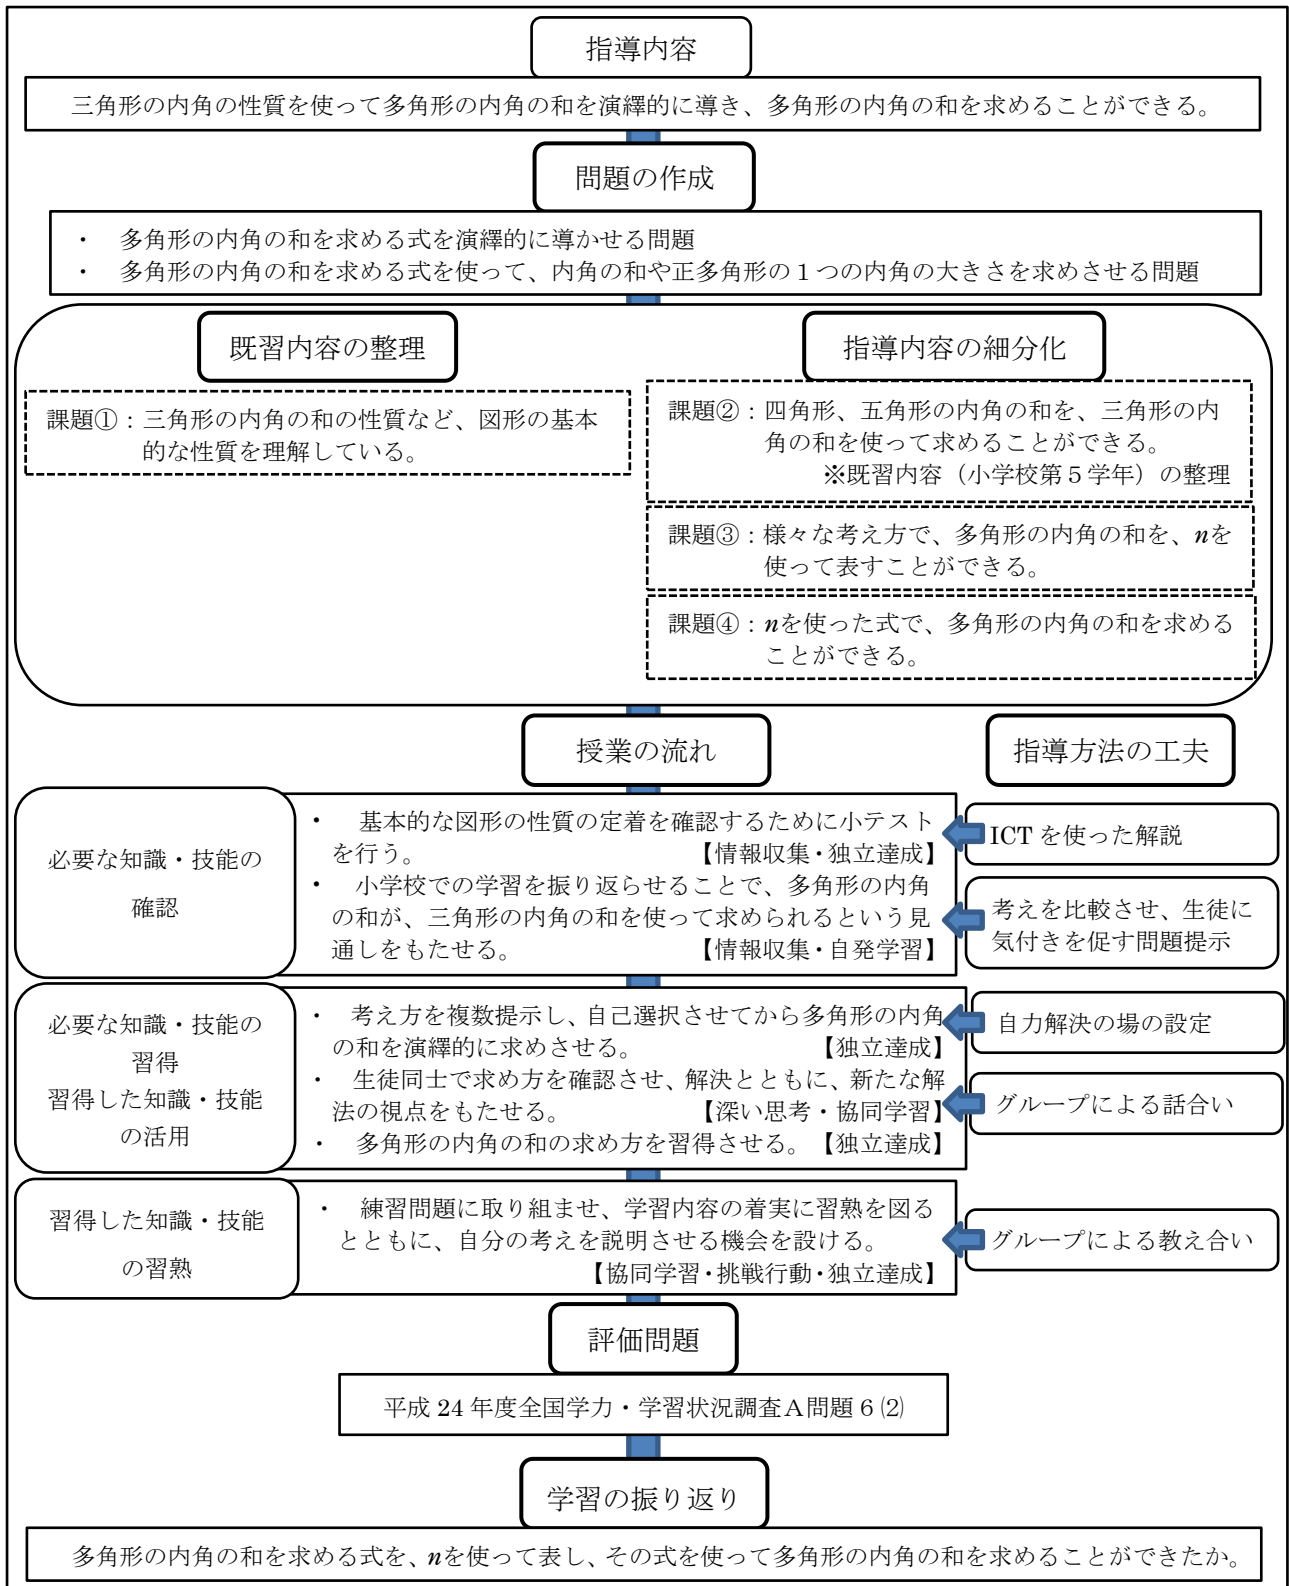 指導内容
三角形の内角の性質を使って多角形の内角の和を演繹的に導き、多角形の内角の和を求めることができる。
問題の作成
・　多角形の内角の和を求める式を演繹的に導かせる問題
・　多角形の内角の和を求める式を使って、内角の和や正多角形の１つの内角の大きさを求めさせる問題
既習内容の整理
課題①：三角形の内角の和の性質など、図形の基本
的な性質を理解している。
指導内容の細分化
課題②：四角形、五角形の内角の和を、三角形の内
角の和を使って求めることができる。
※既習内容（小学校第５学年）の整理
課題③：様々な考え方で、多角形の内角の和を、nを
使って表すことができる。
課題④：nを使った式で、多角形の内角の和を求める
ことができる。
授業の流れ
指導方法の工夫
必要な知識・技能の
確認
・　基本的な図形の性質の定着を確認するために小テスト
を行う。　【情報収集・独立達成】
・　小学校での学習を振り返らせることで、多角形の内角
の和が、三角形の内角の和を使って求められるという見
通しをもたせる。　【情報収集・自発学習】
ICT を使った解説
考えを比較させ、生徒に
気付きを促す問題提示
必要な知識・技能の
習得
習得した知識・技能
の活用
・　考え方を複数提示し、自己選択させてから多角形の内角
の和を演繹的に求めさせる。　【独立達成】
・　生徒同士で求め方を確認させ、解決とともに、新たな解
法の視点をもたせる。　【深い思考・協同学習】
・　多角形の内角の和の求め方を習得させる。【独立達成】
自力解決の場の設定
グループによる話合い
習得した知識・技能
の習熟
・　練習問題に取り組ませ、学習内容の着実に習熟を図る
とともに、自分の考えを説明させる機会を設ける。
【協同学習・挑戦行動・独立達成】
グループによる教え合い
評価問題
平成 24 年度全国学力・学習状況調査Ａ問題６⑵
学習の振り返り
多角形の内角の和を求める式を、nを使って表し、その式を使って多角形の内角の和を求めることができたか。